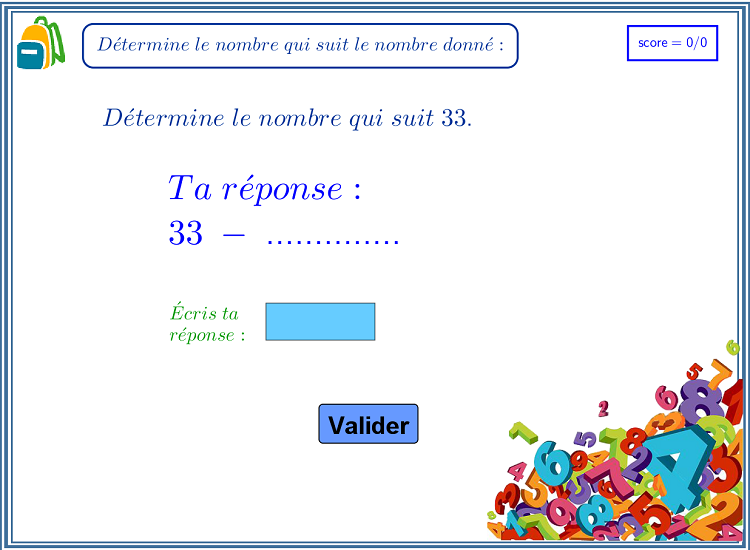 Détermine le nombre qui suit le nombre donné :
score = 0/0
Détermine le nombre qui suit 33.
Ta réponse :
33 − ..............
Écris ta
réponse :
Valider